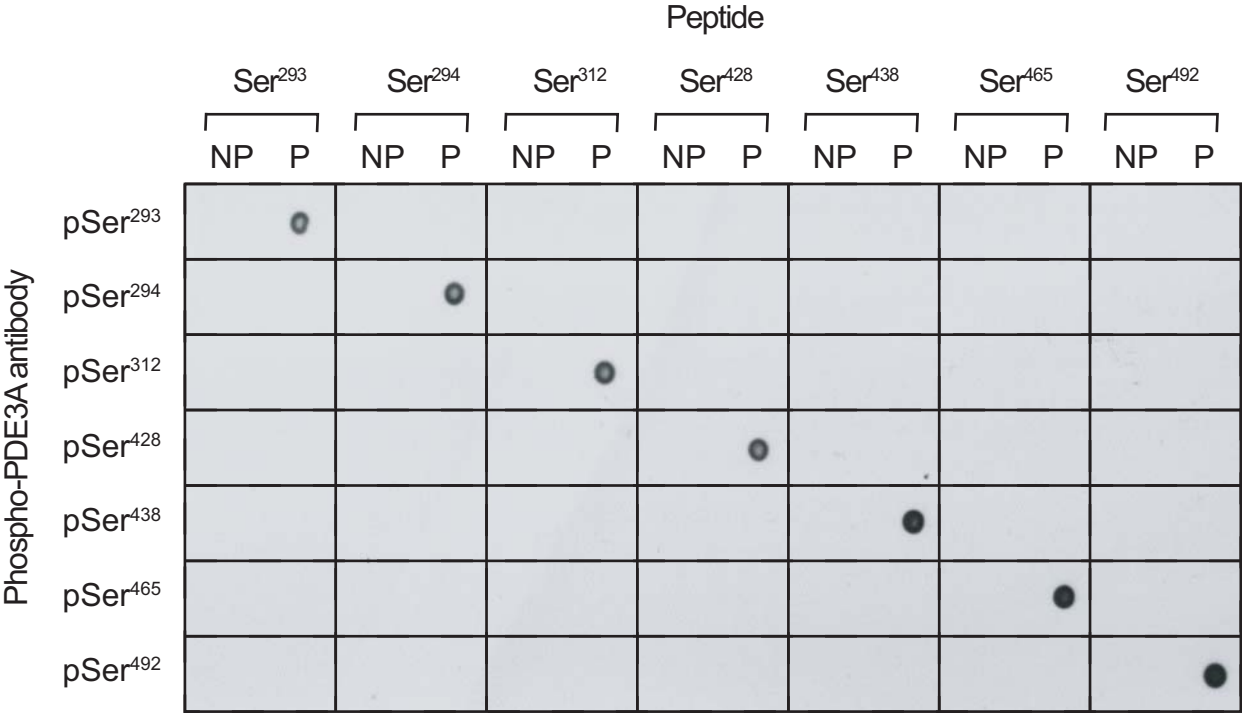 Peptide
Ser293 Ser294 Ser312 Ser428 Ser438 Ser465 Ser492
NP P NP P NP P NP P NP P NP P NP P
Phospho-PDE3A antibody
pSer293
pSer294
pSer312
pSer428
pSer438
pSer465
pSer492